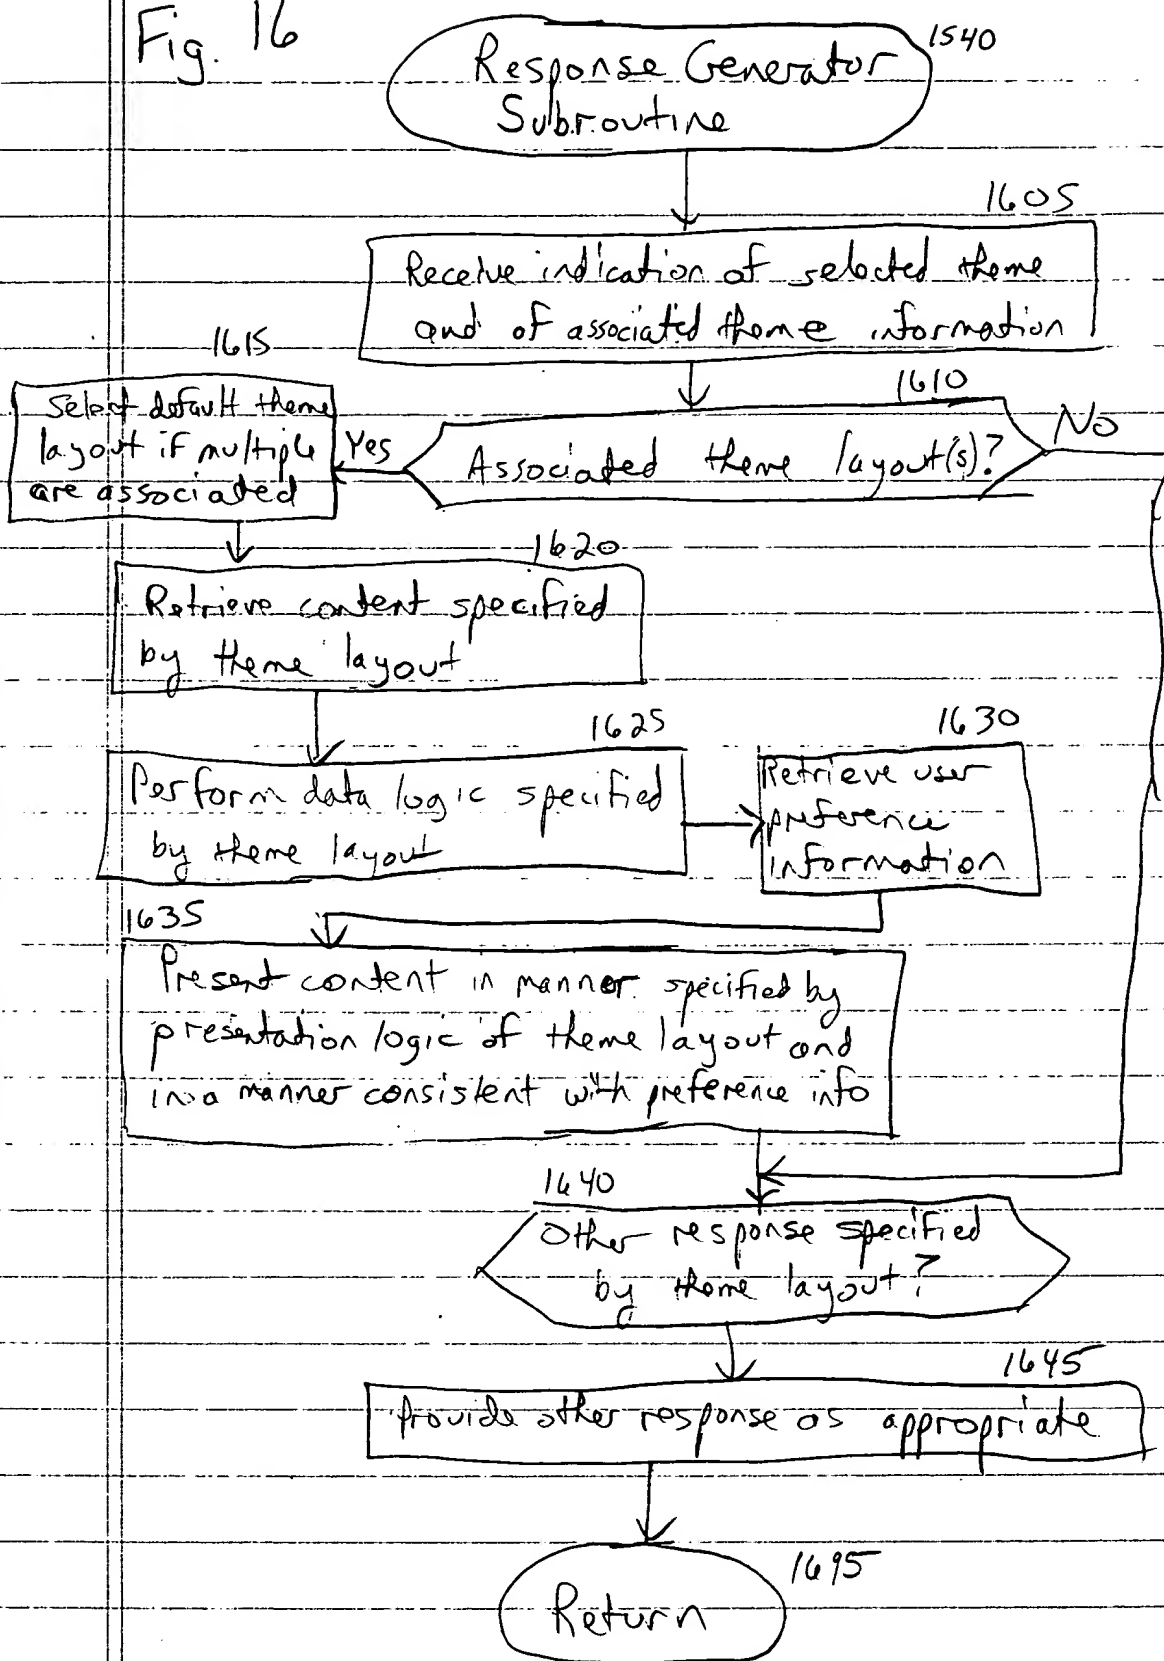 Fig. 16
1540
Response Generator
Subroutine
1605
Receive indication of selected theme
and of associated theme information
1610
Associated theme layout(s)?
Yes
No
1615
Select default theme
layout if multiple
are associated
1620
Retrieve content specified
by theme layout
1625
Perform data logic specified
by theme layout
1630
Retrieve user
preference
information
1635
Present content in manner specified by
presentation logic of theme layout and
in a manner consistent with preference info
1640
Other response specified
by theme layout?
1645
Provide other response as appropriate
1695
Return